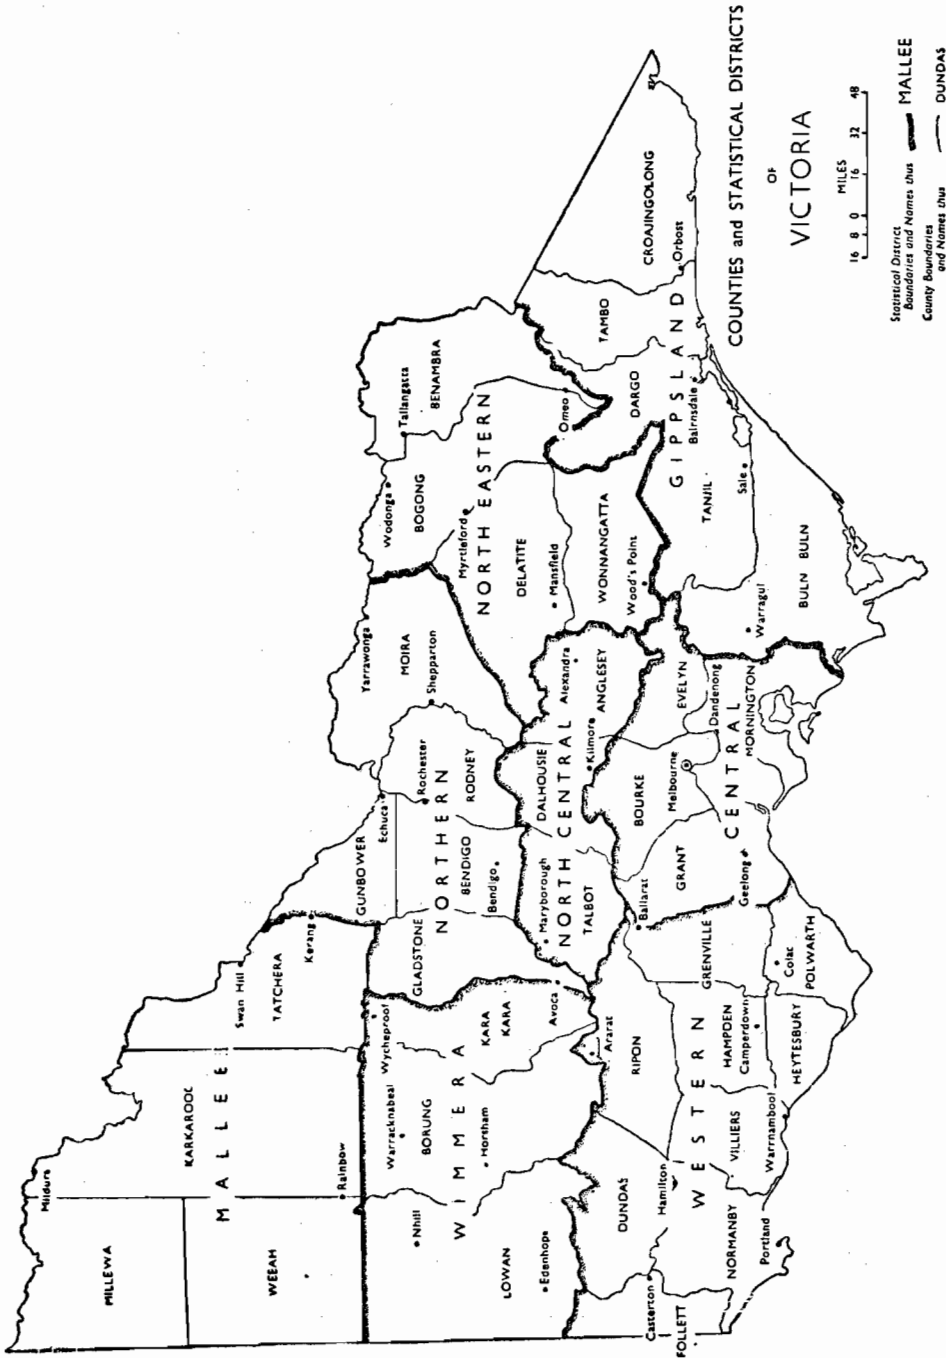 COUNTIES and STATISTICAL DISTRICTS
OF
VICTORIA
MILES
16 8 0 16 32 48
Statistical District
Boundaries and Names thus MALLEE
County Boundaries
and Names thus DUNDAS
MALLEE
Mildura
MILLEWA
KARKAROOC
WEEAH
Rainbow
Swan Hill
TATCHERA
Kerang
WIMMERA
Nhill
LOWAN
Edenhope
Warracknabeal
BORUNG
Horsham
Wycheproof
KARA
KARA
Avoca
NORTHERN
GUNBOWER
Echuca
GLADSTONE
BENDIGO
Bendigo
Rochester
RODNEY
Yarrawonga
MOIRA
Shepparton
NORTH EASTERN
Wodonga
BOGONG
Tallangatta
BENAMBRA
Myrtleford
DELATITE
Mansfield
Omeo
WONNANGATTA
Wood's Point
NORTH CENTRAL
Maryborough
TALBOT
DALHOUSIE
Kilmore
Alexandra
ANGLESEY
WESTERN
Ararat
RIPON
DUNDAS
Hamilton
Casterton
FOLLETT
NORMANBY
Portland
VILLIERS
Warrnambool
HAMPDEN
Camperdown
HEYTESBURY
GRENVILLE
Colac
POLWARTH
CENTRAL
Ballarat
GRANT
Geelong
BOURKE
Melbourne
EVELYN
Dandenong
MORNINGTON
GIPPSLAND
CROAJINGOLONG
Orbost
TAMBO
DARGO
Bairnsdale
TANJIL
Sale
Warragul
BULN BULN